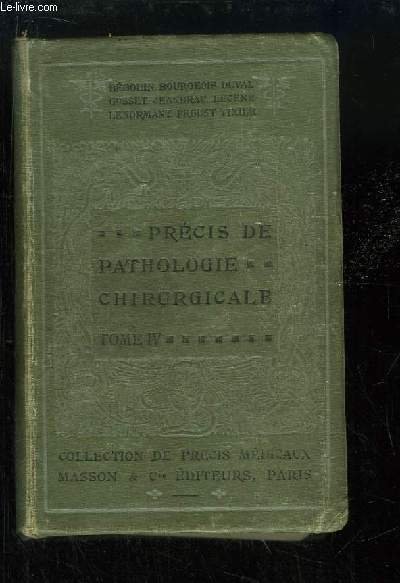 Le-livre.com
BÉGOUIN BOURGEOIS DUVAL
GOSSET JEANBRAU LECÈNE
LENORMANT PROUST TIXIER
PRÉCIS DE
PATHOLOGIE
CHIRURGICALE
TOME IV
COLLECTION DE PRÉCIS MÉDICAUX
MASSON & Cie ÉDITEURS, PARIS